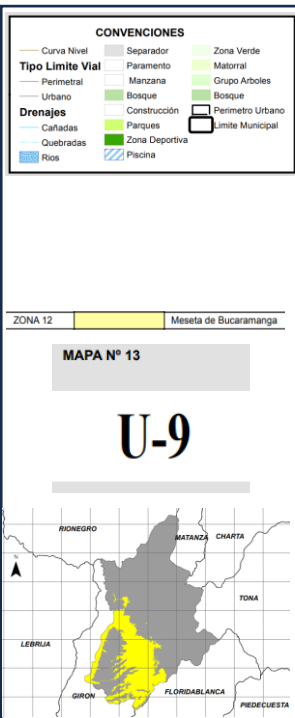 CONVENCIONES
Curva Nivel
Tipo Limite Vial
Perimetral
Urbano
Drenajes
Cañadas
Quebradas
Rios
Separador
Paramento
Manzana
Bosque
Construcción
Parques
Zona Deportiva
Piscina
Zona Verde
Matorral
Grupo Arboles
Bosque
Perimetro Urbano
Limite Municipal
ZONA 12 Meseta de Bucaramanga
MAPA Nº 13
U-9
RIONEGRO
MATANZA CHARTA
N
TONA
LEBRIJA
GIRON FLORIDABLANCA
PIEDECUESTA